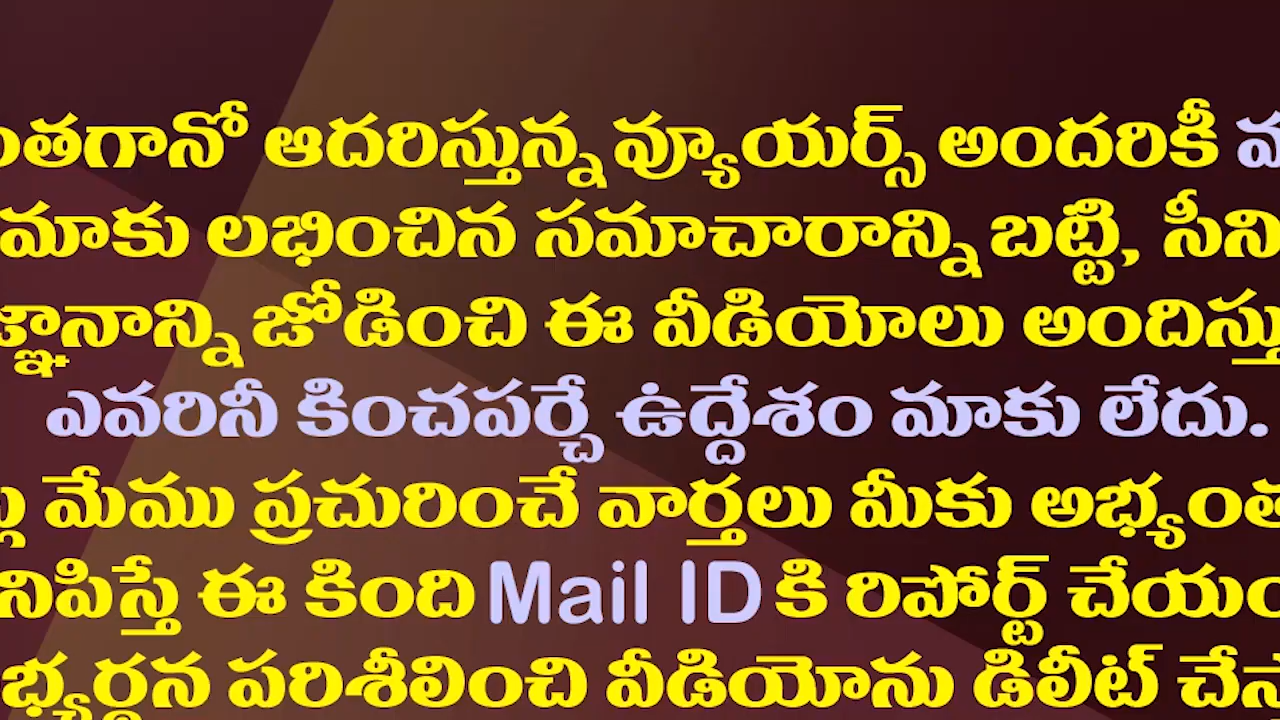 ంతగానో ఆదరిస్తున్న వ్యూయర్స్ అందరికీ
మాకు లభించిన సమాచారాన్ని బట్టి, సీని
జ్ఞానాన్ని జోడించి ఈ వీడియోలు అందిస్తు
ఎవరినీ కించపర్చే ఉద్దేశం మాకు లేదు.
మేము ప్రచురించే వార్తలు మీకు అభ్యంత
నిపిస్తే ఈ కింది Mail ID కి రిపోర్ట్ చేయం
భ్యర్థన పరిశీలించి వీడియోను డిలీట్ చేస